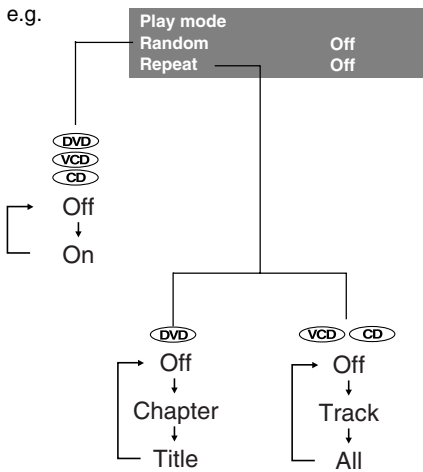 e.g.
Play mode
Random Off
Repeat Off
DVD
VCD
CD
Off
On
DVD
Off
Chapter
Title
VCD CD
Off
Track
All